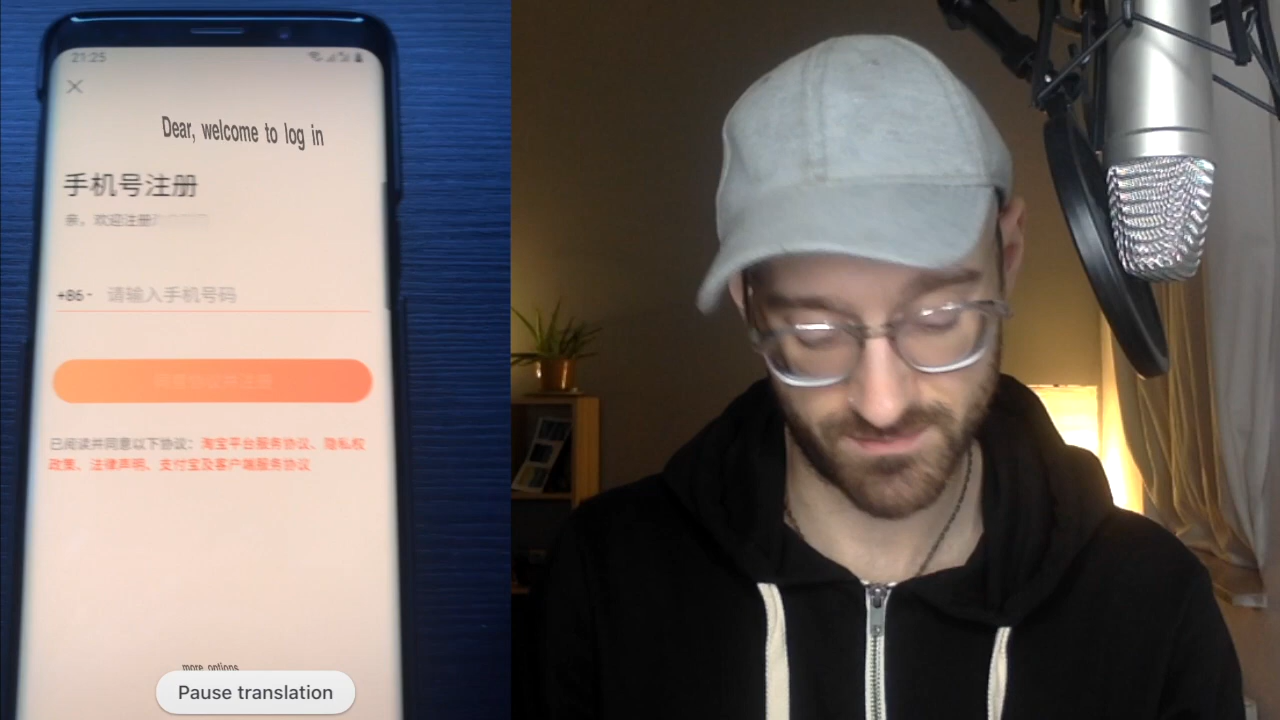 21:25
Dear, welcome to log in
手机号注册
亲，欢迎注册
+86
请输入手机号码
已阅读并同意以下协议：淘宝平台服务协议、隐私权
政策、法律声明、支付宝及客户端服务协议
more options
Pause translation